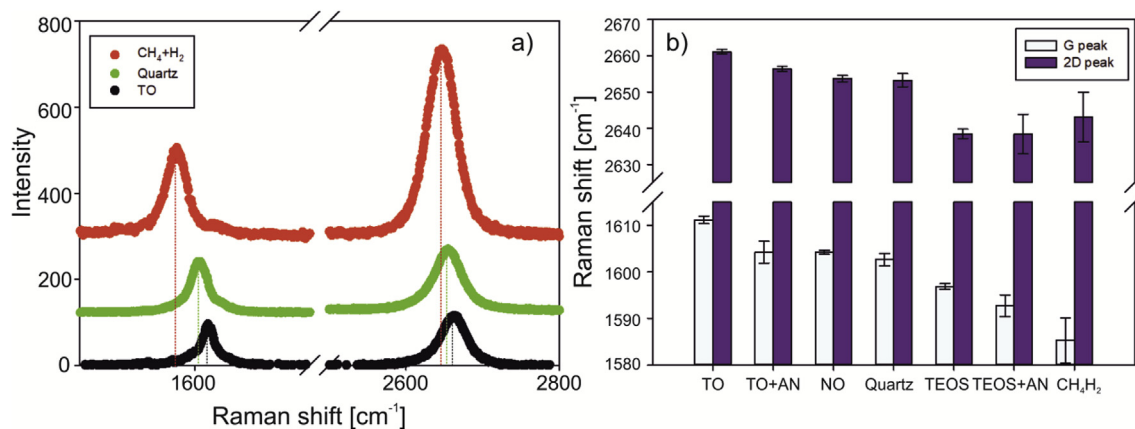 800
a)
CH₄+H₂
Quartz
TO
600
Intensity
400
200
0
1600
2600
2800
Raman shift [cm⁻¹]
2670
b)
G peak
2D peak
2660
2650
2640
2630
Raman shift [cm⁻¹]
1610
1600
1590
1580
TO
TO+AN
NO
Quartz
TEOS
TEOS+AN
CH₄H₂